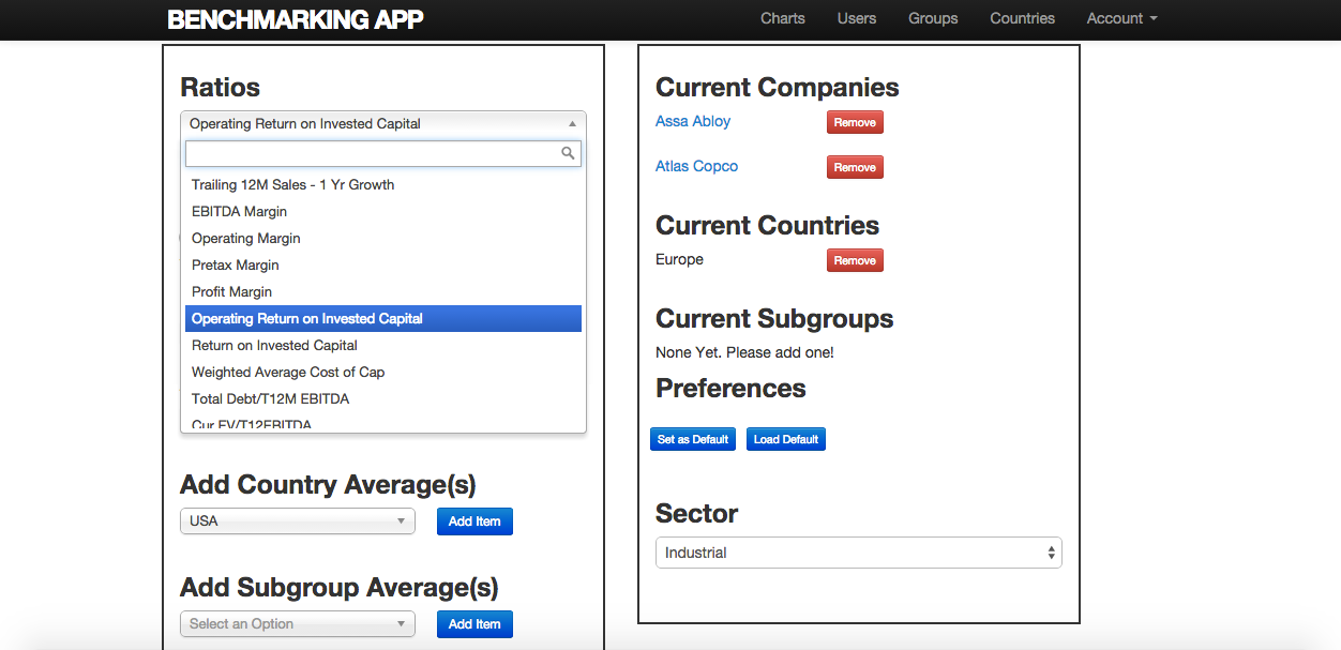 BENCHMARKING APP
Charts
Users
Groups
Countries
Account
Ratios
Operating Return on Invested Capital
Trailing 12M Sales - 1 Yr Growth
EBITDA Margin
Operating Margin
Pretax Margin
Profit Margin
Operating Return on Invested Capital
Return on Invested Capital
Weighted Average Cost of Cap
Total Debt/T12M EBITDA
Cur EV/T12EBITDA
Add Country Average(s)
USA
Add Item
Add Subgroup Average(s)
Select an Option
Add Item
Current Companies
Assa Abloy
Remove
Atlas Copco
Remove
Current Countries
Europe
Remove
Current Subgroups
None Yet. Please add one!
Preferences
Set as Default
Load Default
Sector
Industrial